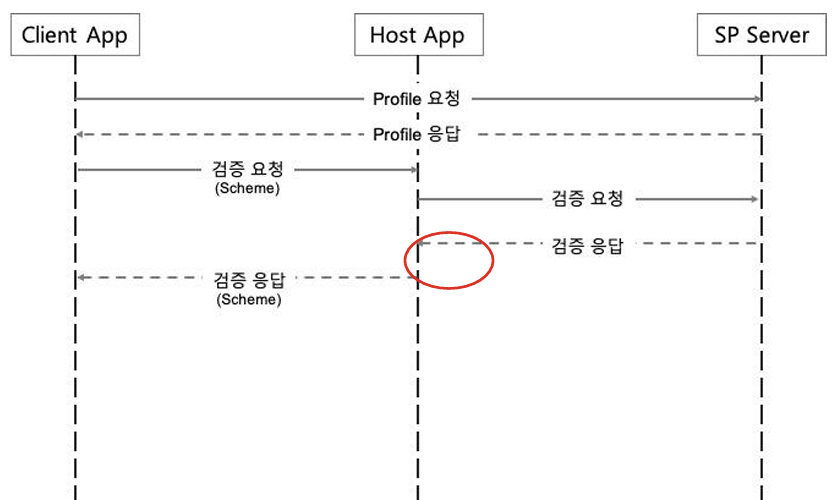 Client App
Host App
SP Server
Profile 요청
Profile 응답
검증 요청
(Scheme)
검증 요청
검증 응답
검증 응답
(Scheme)